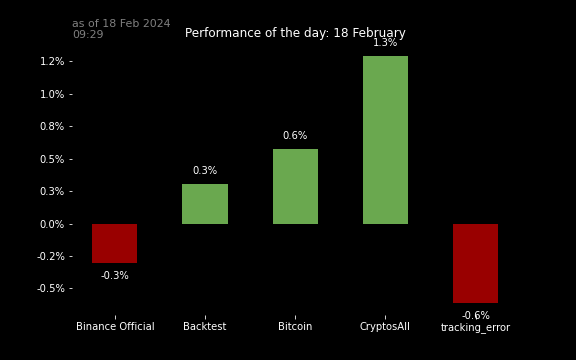 as of 18 Feb 2024
09:29
Performance of the day: 18 February
1.3%
1.2%
1.0%
0.8%
0.6%
0.5%
0.3%
0.3%
0.0%
-0.2%
-0.3%
-0.5%
-0.6%
Binance Official
Backtest
Bitcoin
CryptosAll
tracking_error